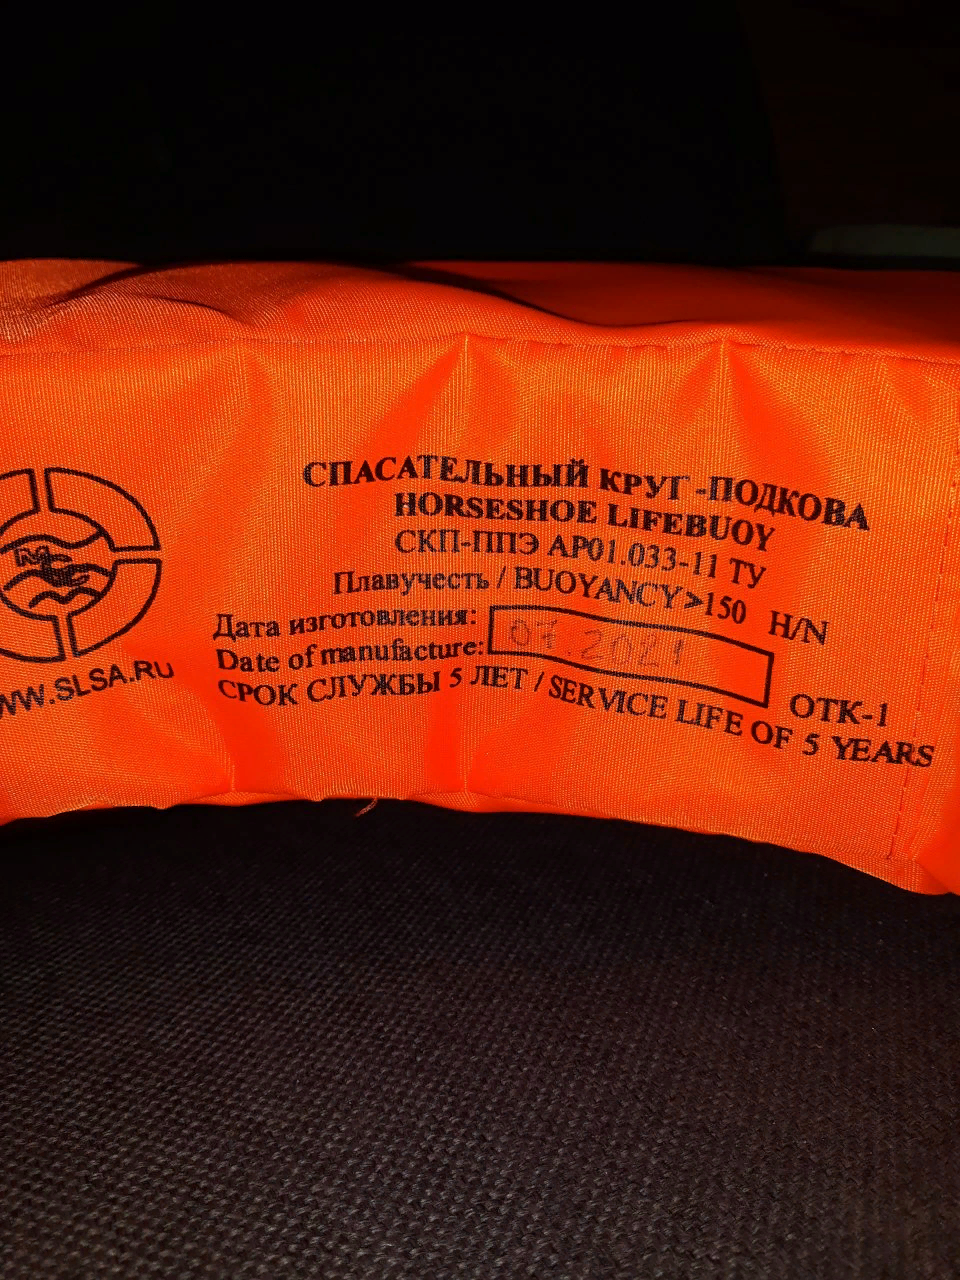 СПАСАТЕЛЬНЫЙ КРУГ -ПОДКОВА
HORSESHOE LIFEBUOY
СКП-ППЭ АР01.033-11 ТУ
Плавучесть / BUOYANCY>150 Н/N
Дата изготовления:
Date of manufacture: 07.2021
ОТК-1
СРОК СЛУЖБЫ 5 ЛЕТ / SERVICE LIFE OF 5 YEARS
WW.SLSA.RU